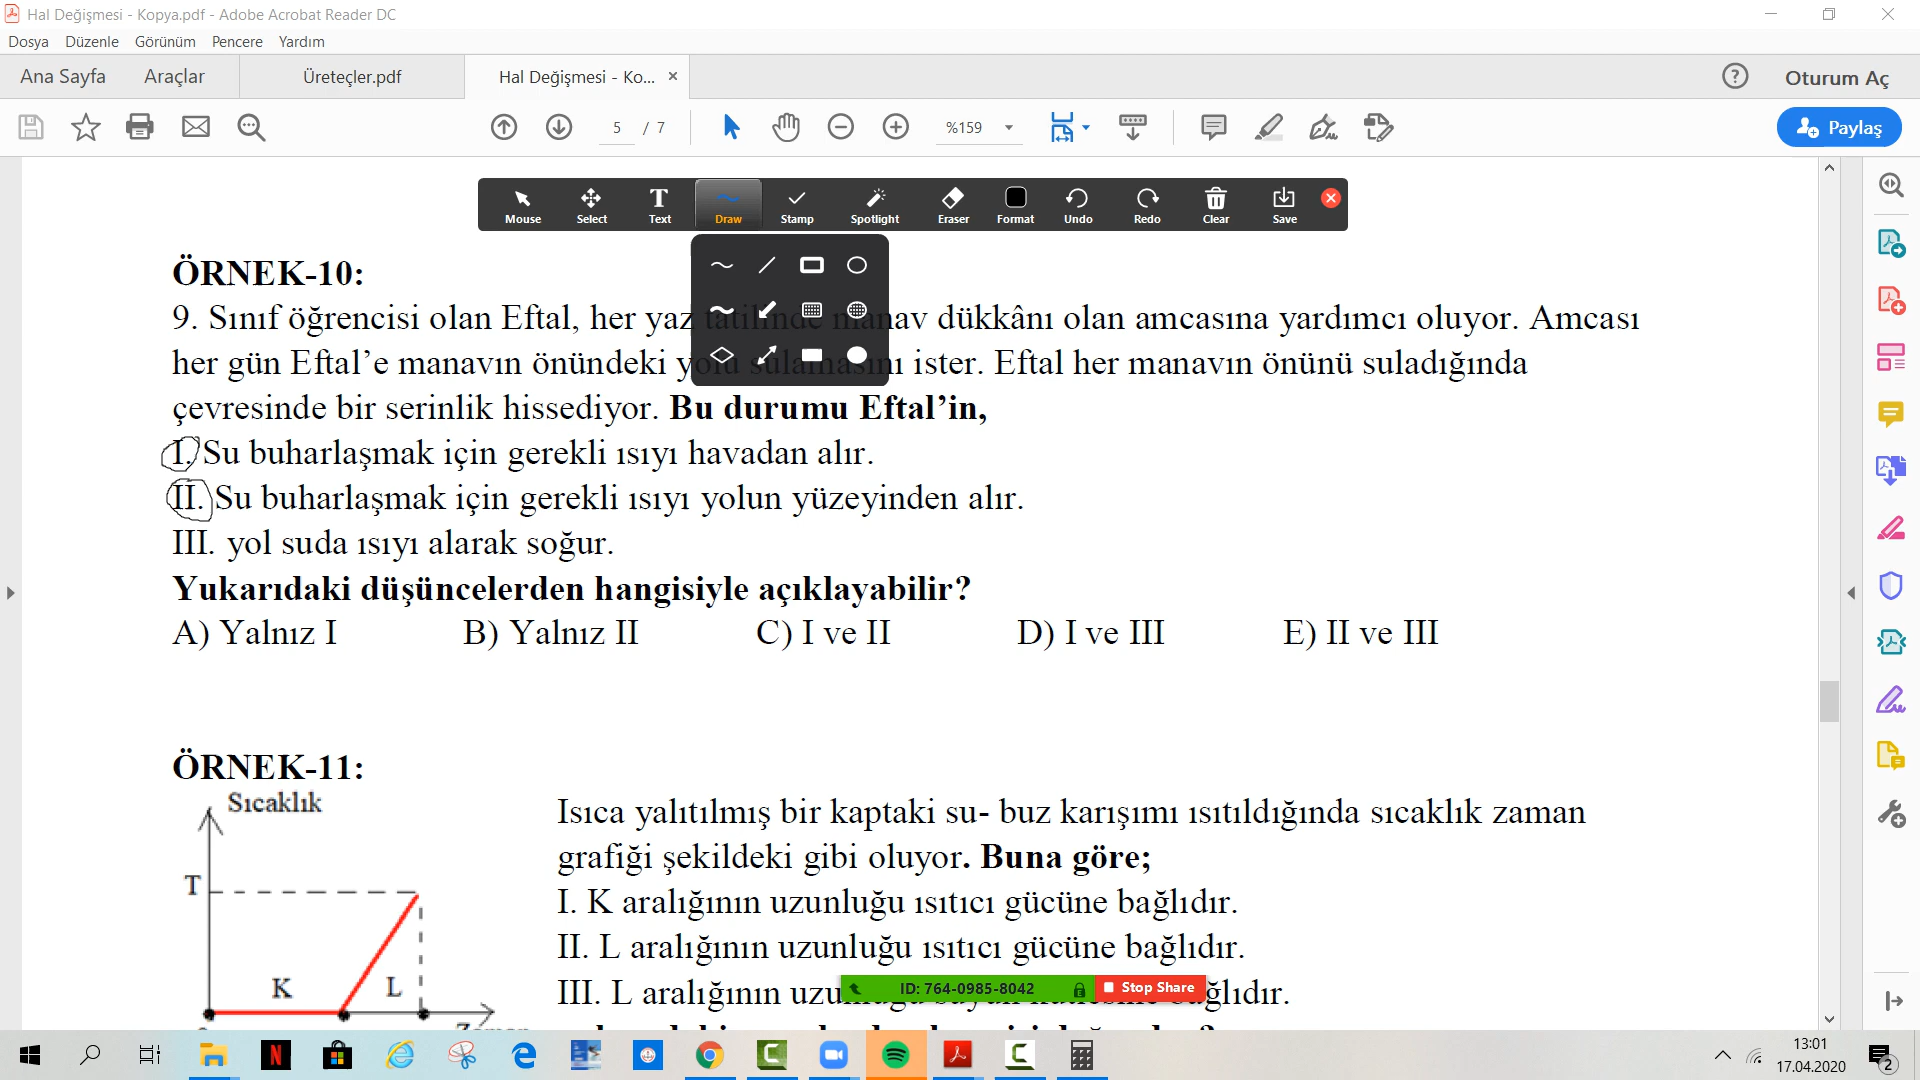 Hal Değişmesi - Kopya.pdf - Adobe Acrobat Reader DC
Dosya Düzenle Görünüm Pencere Yardım
Ana Sayfa Araçlar Üreteçler.pdf Hal Değişmesi - Ko... × Oturum Aç
5 / 7 %159 Paylaş
Mouse Select Text Draw Stamp Spotlight Eraser Format Undo Redo Clear Save
ÖRNEK-10:
9. Sınıf öğrencisi olan Eftal, her yaz tatilinde manav dükkânı olan amcasına yardımcı oluyor. Amcası
her gün Eftal’e manavın önündeki yolu sulamasını ister. Eftal her manavın önünü suladığında
çevresinde bir serinlik hissediyor. Bu durumu Eftal’in,
I. Su buharlaşmak için gerekli ısıyı havadan alır.
II. Su buharlaşmak için gerekli ısıyı yolun yüzeyinden alır.
III. yol suda ısıyı alarak soğur.
Yukarıdaki düşüncelerden hangisiyle açıklayabilir?
A) Yalnız I B) Yalnız II C) I ve II D) I ve III E) II ve III
ÖRNEK-11:
Sıcaklık
T
K L
Isıca yalıtılmış bir kaptaki su- buz karışımı ısıtıldığında sıcaklık zaman
grafiği şekildeki gibi oluyor. Buna göre;
I. K aralığının uzunluğu ısıtıcı gücüne bağlıdır.
II. L aralığının uzunluğu ısıtıcı gücüne bağlıdır.
III. L aralığının bağlıdır.
ID: 764-0985-8042 Stop Share
13:01
17.04.2020
2